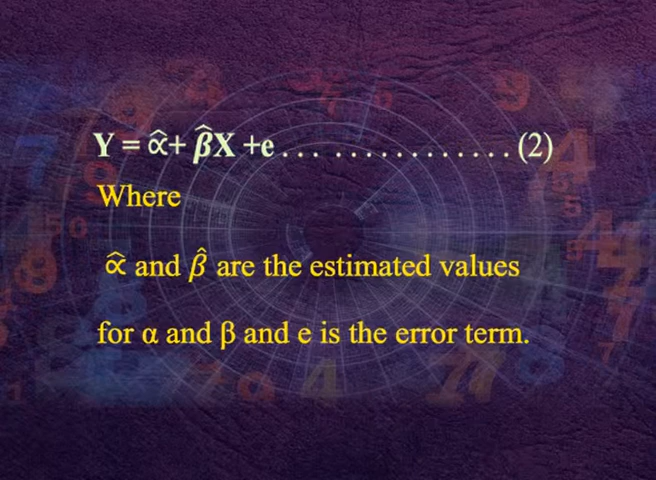 Y = ∝̂+ β̂X +e . . .  . . . . . . . . . . . . . . (2)
Where
∝̂ and β̂ are the estimated values
for α and β and e is the error term.